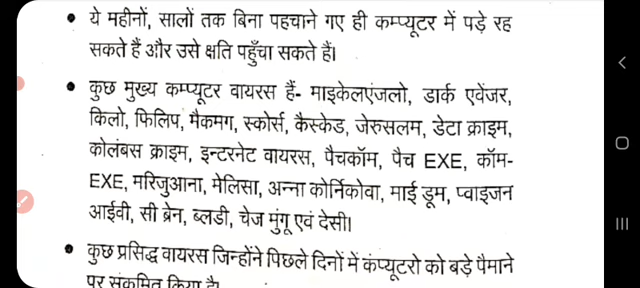 ये महीनों, सालों तक बिना पहचाने गए ही कम्प्यूटर में पड़े रह
सकते हैं और उसे क्षति पहुँचा सकते हैं।
कुछ मुख्य कम्प्यूटर वायरस हैं- माइकेलएंजलो, डार्क एवेंजर,
किलो, फिलिप, मैकमग, स्कोर्स, कैस्केड, जेरुसलम, डेटा क्राइम,
कोलंबस क्राइम, इन्टरनेट वायरस, पैचकॉम, पैच EXE, कॉम-
EXE, मरिजुआना, मेलिसा, अन्ना कोर्निकोवा, माई डूम, प्वाइजन
आईवी, सी ब्रेन, ब्लडी, चेज मुंगू एवं देसी।
कुछ प्रसिद्ध वायरस जिन्होंने पिछले दिनों में कंप्यूटरो को बड़े पैमाने
पर संक्रमित किया है।